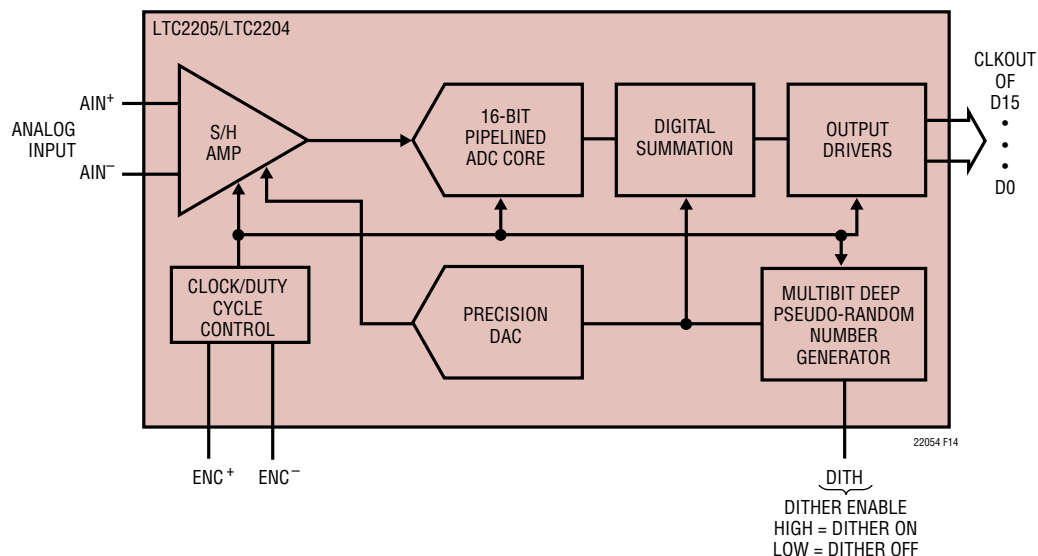 LTC2205/LTC2204
AIN+
ANALOG
INPUT
AIN−
S/H
AMP
16-BIT
PIPELINED
ADC CORE
DIGITAL
SUMMATION
OUTPUT
DRIVERS
CLKOUT
OF
D15
•
•
•
D0
CLOCK/DUTY
CYCLE
CONTROL
PRECISION
DAC
MULTIBIT DEEP
PSEUDO-RANDOM
NUMBER
GENERATOR
22054 F14
ENC+ ENC−
DITH
DITHER ENABLE
HIGH = DITHER ON
LOW = DITHER OFF